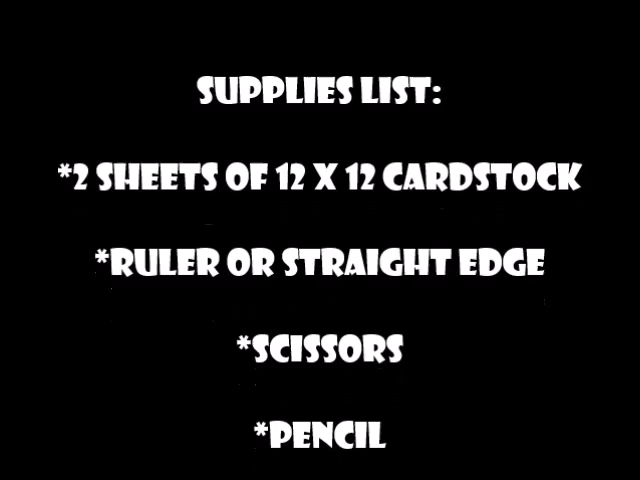 SUPPLIES LIST:
*2 SHEETS OF 12 X 12 CARDSTOCK
*RULER OR STRAIGHT EDGE
*SCISSORS
*PENCIL